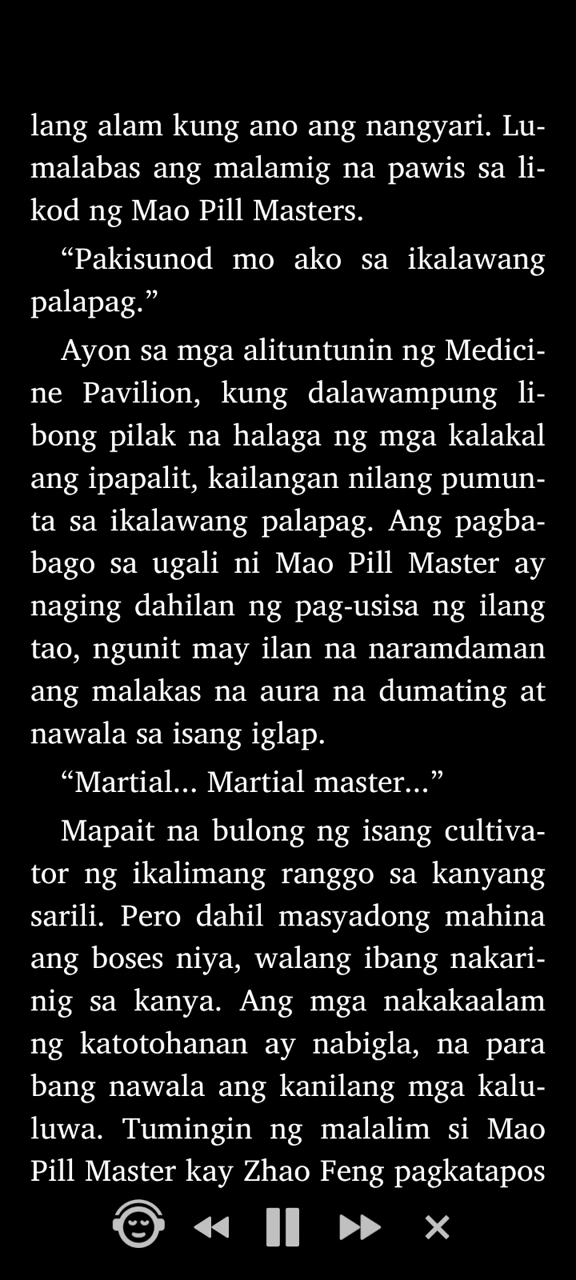 lang alam kung ano ang nangyari. Lu-
malabas ang malamig na pawis sa li-
kod ng Mao Pill Masters.
“Pakisunod mo ako sa ikalawang
palapag.”
Ayon sa mga alituntunin ng Medici-
ne Pavilion, kung dalawampung li-
bong pilak na halaga ng mga kalakal
ang ipapalit, kailangan nilang pumun-
ta sa ikalawang palapag. Ang pagba-
bago sa ugali ni Mao Pill Master ay
naging dahilan ng pag-usisa ng ilang
tao, ngunit may ilan na naramdaman
ang malakas na aura na dumating at
nawala sa isang iglap.
“Martial... Martial master...”
Mapait na bulong ng isang cultiva-
tor ng ikalimang ranggo sa kanyang
sarili. Pero dahil masyadong mahina
ang boses niya, walang ibang nakari-
nig sa kanya. Ang mga nakakaalam
ng katotohanan ay nabigla, na para
bang nawala ang kanilang mga kalu-
luwa. Tumingin ng malalim si Mao
Pill Master kay Zhao Feng pagkatapos